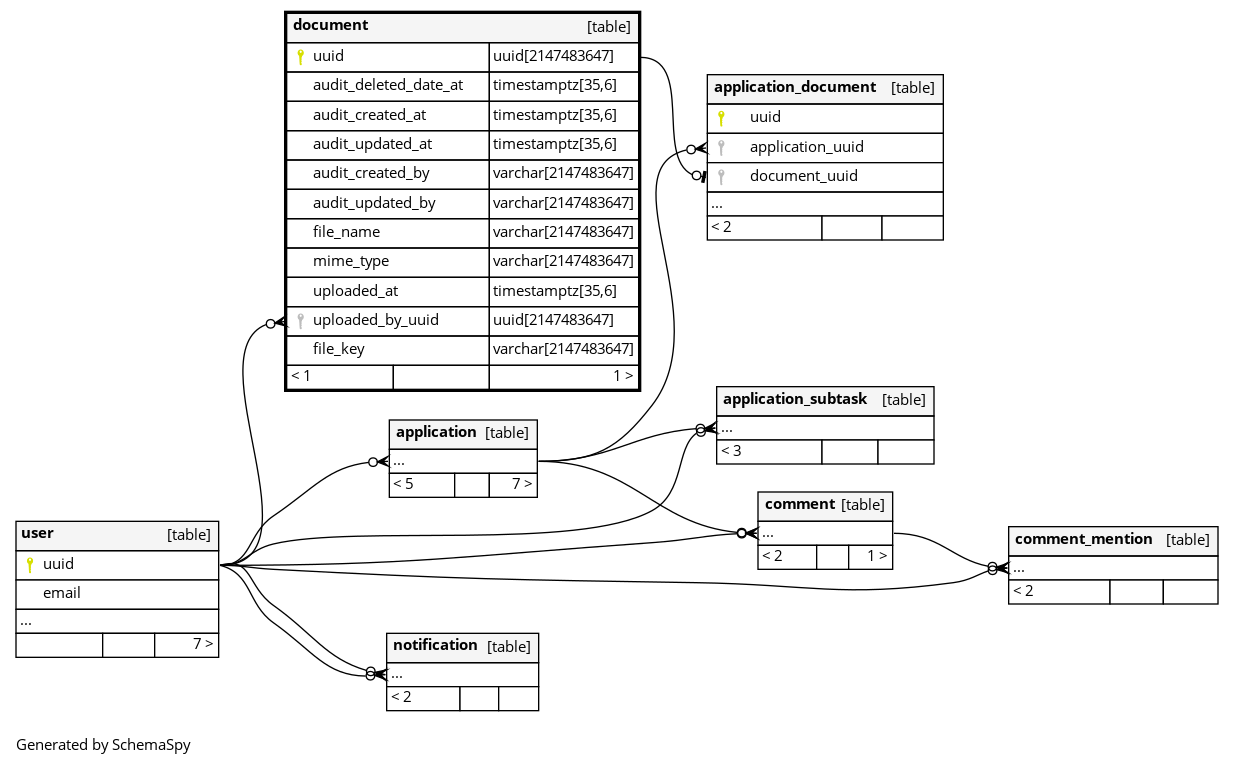 document [table]
uuid uuid[2147483647]
audit_deleted_date_at timestamptz[35,6]
audit_created_at timestamptz[35,6]
audit_updated_at timestamptz[35,6]
audit_created_by varchar[2147483647]
audit_updated_by varchar[2147483647]
file_name varchar[2147483647]
mime_type varchar[2147483647]
uploaded_at timestamptz[35,6]
uploaded_by_uuid uuid[2147483647]
file_key varchar[2147483647]
< 1 1 >
application_document [table]
uuid
application_uuid
document_uuid
...
< 2
application_subtask [table]
...
< 3
application [table]
...
< 5 7 >
comment [table]
...
< 2 1 >
comment_mention [table]
...
< 2
user [table]
uuid
email
...
7 >
notification [table]
...
< 2
Generated by SchemaSpy